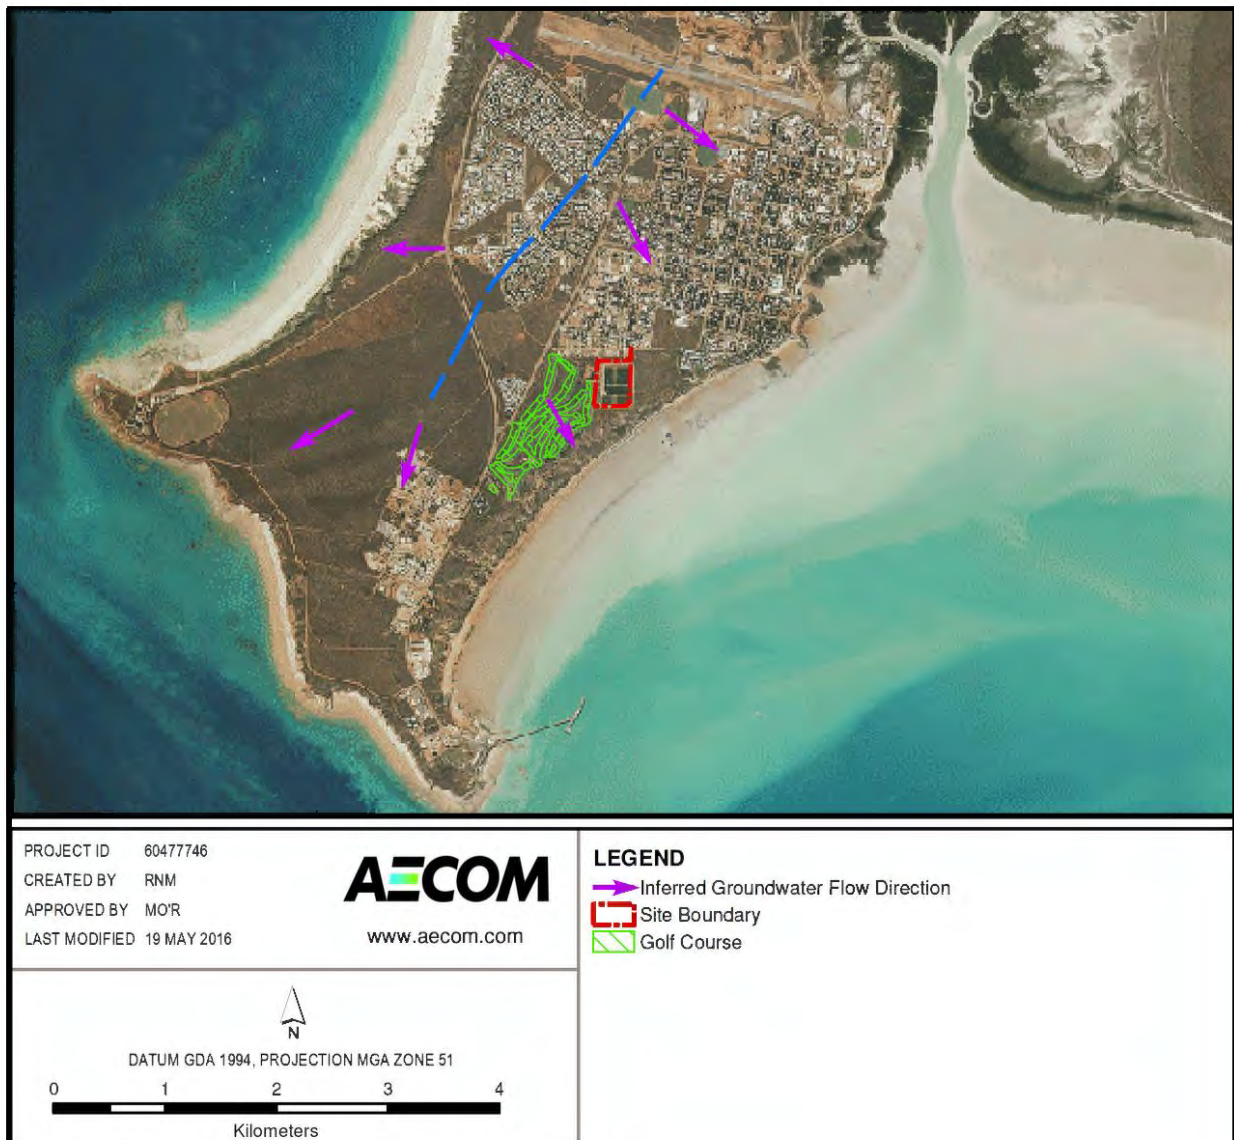 PROJECT ID 60477746
CREATED BY RNM
APPROVED BY MO'R
LAST MODIFIED 19 MAY 2016
AECOM
www.aecom.com
N
DATUM GDA 1994, PROJECTION MGA ZONE 51
0 1 2 3 4
Kilometers
LEGEND
Inferred Groundwater Flow Direction
Site Boundary
Golf Course